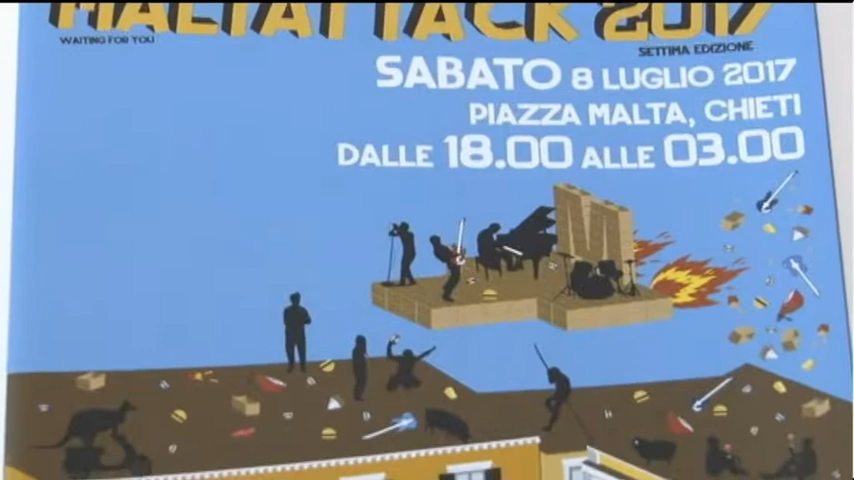 MALTATTACK 2017
WAITING FOR YOU
SETTIMA EDIZIONE
SABATO 8 LUGLIO 2017
PIAZZA MALTA, CHIETI
DALLE 18.00 ALLE 03.00
M